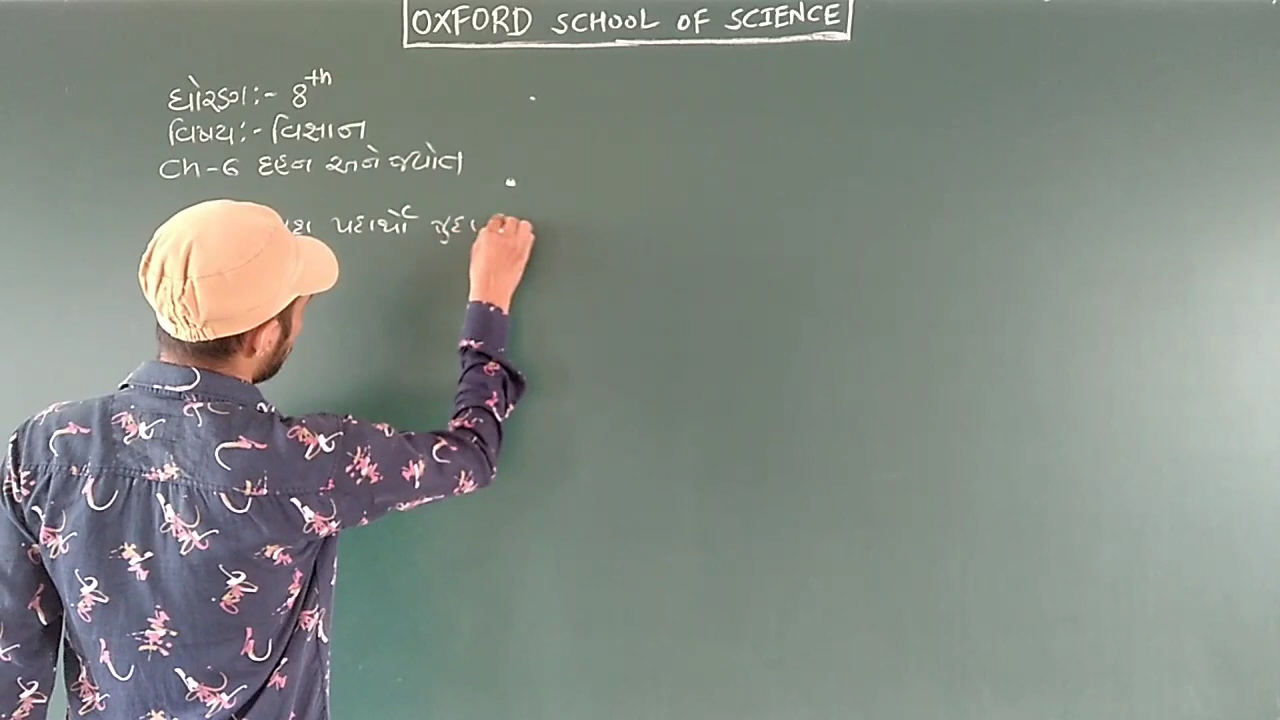 OXFORD SCHOOL OF SCIENCE
ધોરણ :- 8th
વિષય :- વિજ્ઞાન
Ch-6 દહન અને જ્યોત
પદાર્થો